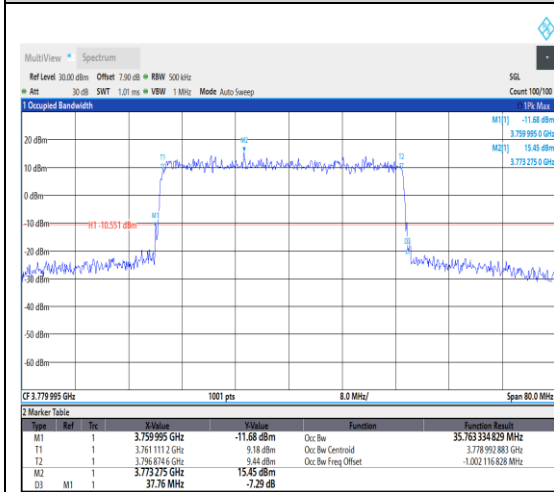 MultiView Spectrum
Ref Level 30.00 dBm Offset 7.90 dB RBW 500 kHz SGL
Att 30 dB SWT 1.01 ms VBW 1 MHz Mode Auto Sweep Count 100/100
1 Occupied Bandwidth 1Pk Max
M1[1] -11.68 dBm
3.759 995 0 GHz
M2[1] 15.45 dBm
3.773 275 0 GHz
20 dBm
M2
T1
T2
10 dBm
0 dBm
M1
-10 dBm
H1 -10.551 dBm
D3
-20 dBm
-30 dBm
-40 dBm
-50 dBm
-60 dBm
CF 3.779 995 GHz 1001 pts 8.0 MHz/ Span 80.0 MHz
2 Marker Table
Type Ref Trc X-Value Y-Value Function Function Result
M1 1 3.759 995 GHz -11.68 dBm Occ Bw 35.763 334 829 MHz
T1 1 3.761 111 2 GHz 9.18 dBm Occ Bw Centroid 3.778 992 883 GHz
T2 1 3.796 874 6 GHz 9.44 dBm Occ Bw Freq Offset -1.002 116 828 MHz
M2 1 3.773 275 GHz 15.45 dBm
D3 M1 1 37.76 MHz -7.29 dB